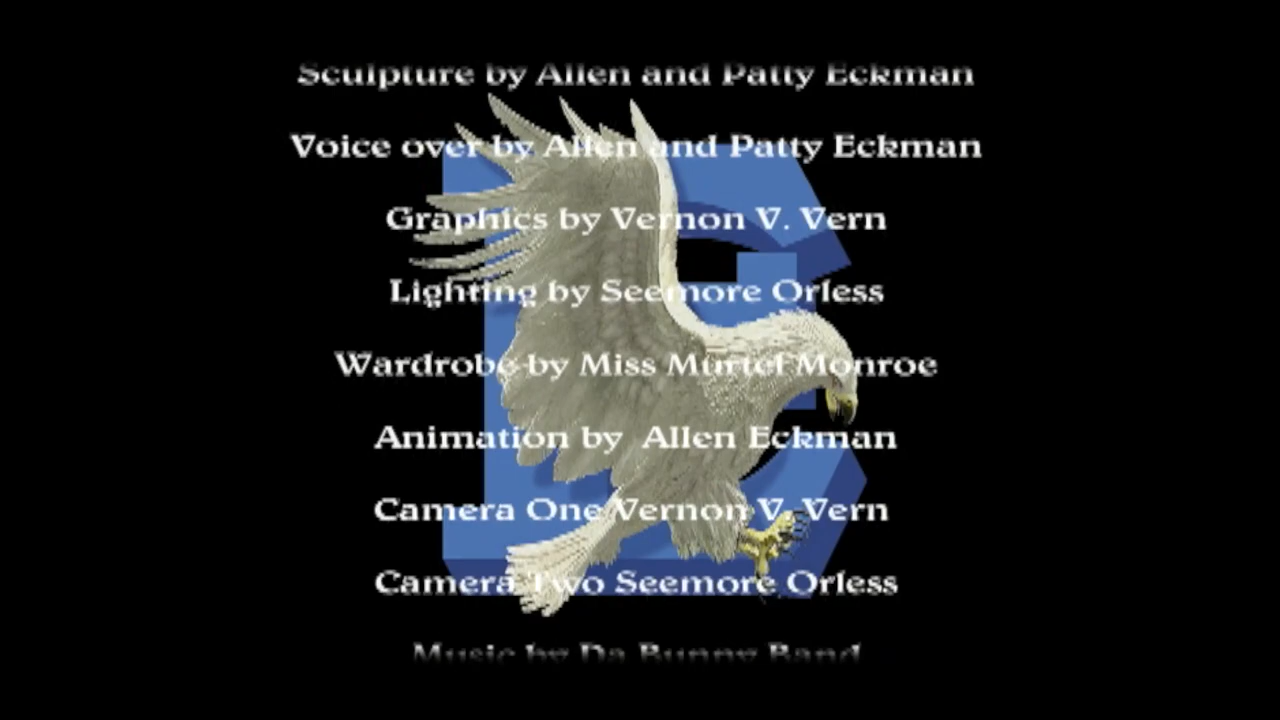 Sculpture by Allen and Patty Eckman
Voice over by Allen and Patty Eckman
Graphics by Vernon V. Vern
Lighting by Seemore Orless
Wardrobe by Miss Murtel Monroe
Animation by Allen Eckman
Camera One Vernon V. Vern
Camera Two Seemore Orless
Music by Da Bunny Band